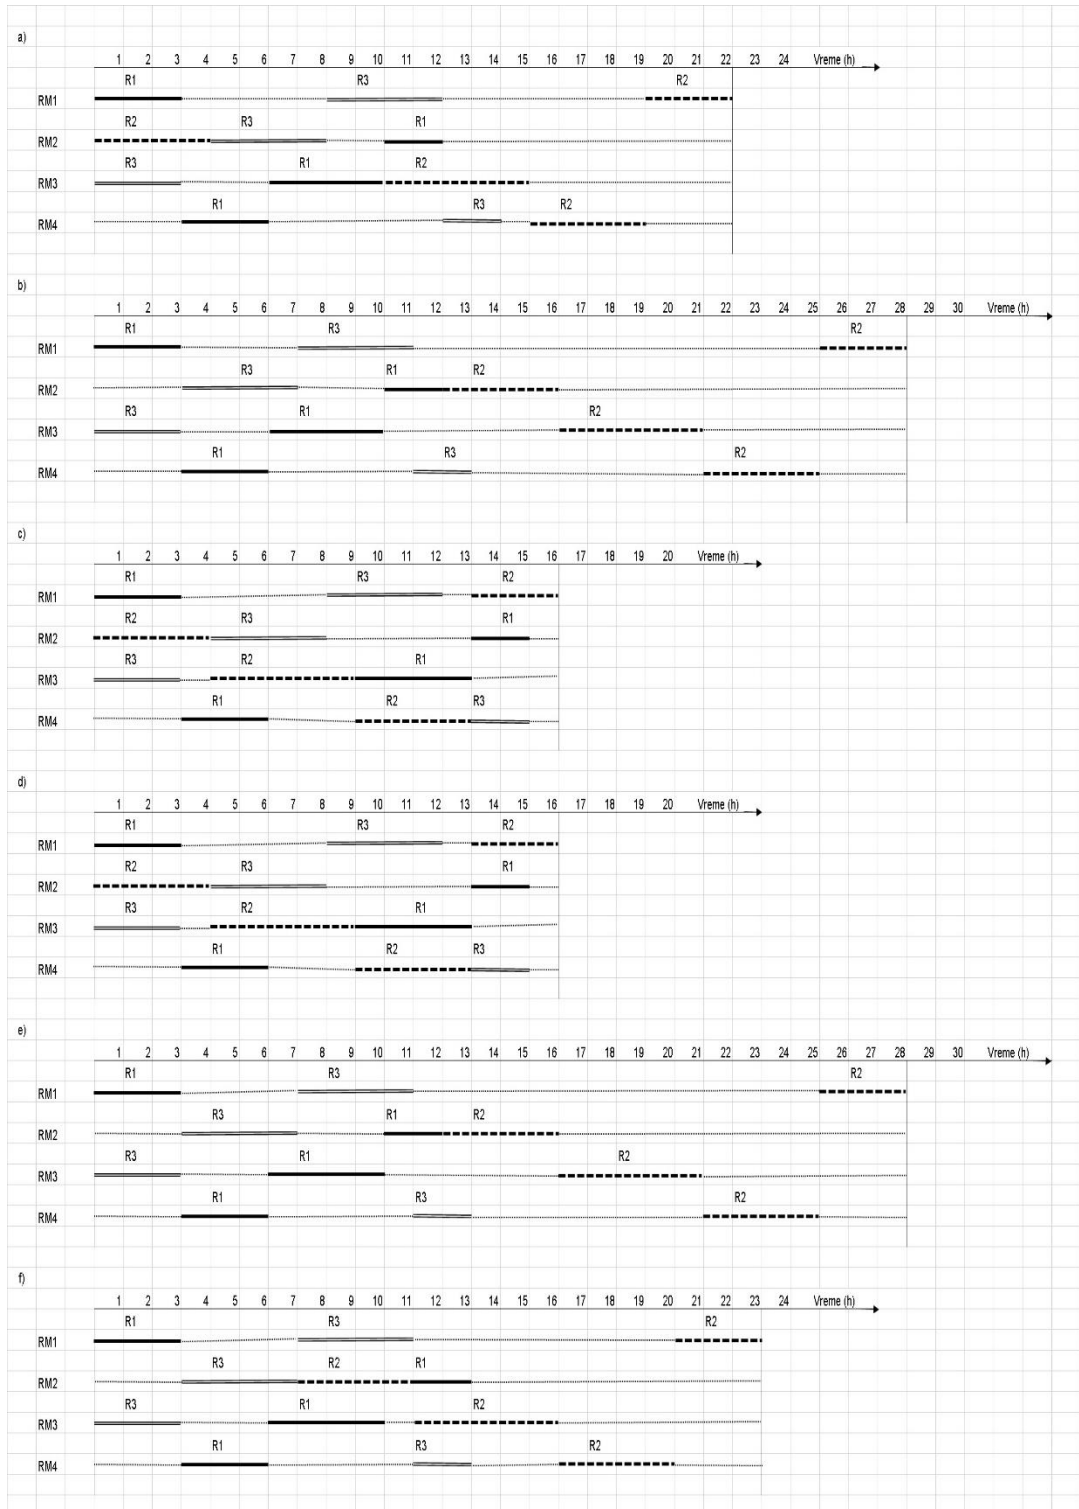 a)
1 2 3 4 5 6 7 8 9 10 11 12 13 14 15 16 17 18 19 20 21 22 23 24 Vreme (h)
R1 R3 R2
RM1
R2 R3 R1
RM2
R3 R1 R2
RM3
R1 R3 R2
RM4
b)
1 2 3 4 5 6 7 8 9 10 11 12 13 14 15 16 17 18 19 20 21 22 23 24 25 26 27 28 29 30 Vreme (h)
R1 R3 R2
RM1
R3 R1 R2
RM2
R3 R1 R2
RM3
R1 R3 R2
RM4
c)
1 2 3 4 5 6 7 8 9 10 11 12 13 14 15 16 17 18 19 20 Vreme (h)
R1 R3 R2
RM1
R2 R3 R1
RM2
R3 R2 R1
RM3
R1 R2 R3
RM4
d)
1 2 3 4 5 6 7 8 9 10 11 12 13 14 15 16 17 18 19 20 Vreme (h)
R1 R3 R2
RM1
R2 R3 R1
RM2
R3 R2 R1
RM3
R1 R2 R3
RM4
e)
1 2 3 4 5 6 7 8 9 10 11 12 13 14 15 16 17 18 19 20 21 22 23 24 25 26 27 28 29 30 Vreme (h)
R1 R3 R2
RM1
R3 R1 R2
RM2
R3 R1 R2
RM3
R1 R3 R2
RM4
f)
1 2 3 4 5 6 7 8 9 10 11 12 13 14 15 16 17 18 19 20 21 22 23 24 Vreme (h)
R1 R3 R2
RM1
R3 R2 R1
RM2
R3 R1 R2
RM3
R1 R3 R2
RM4